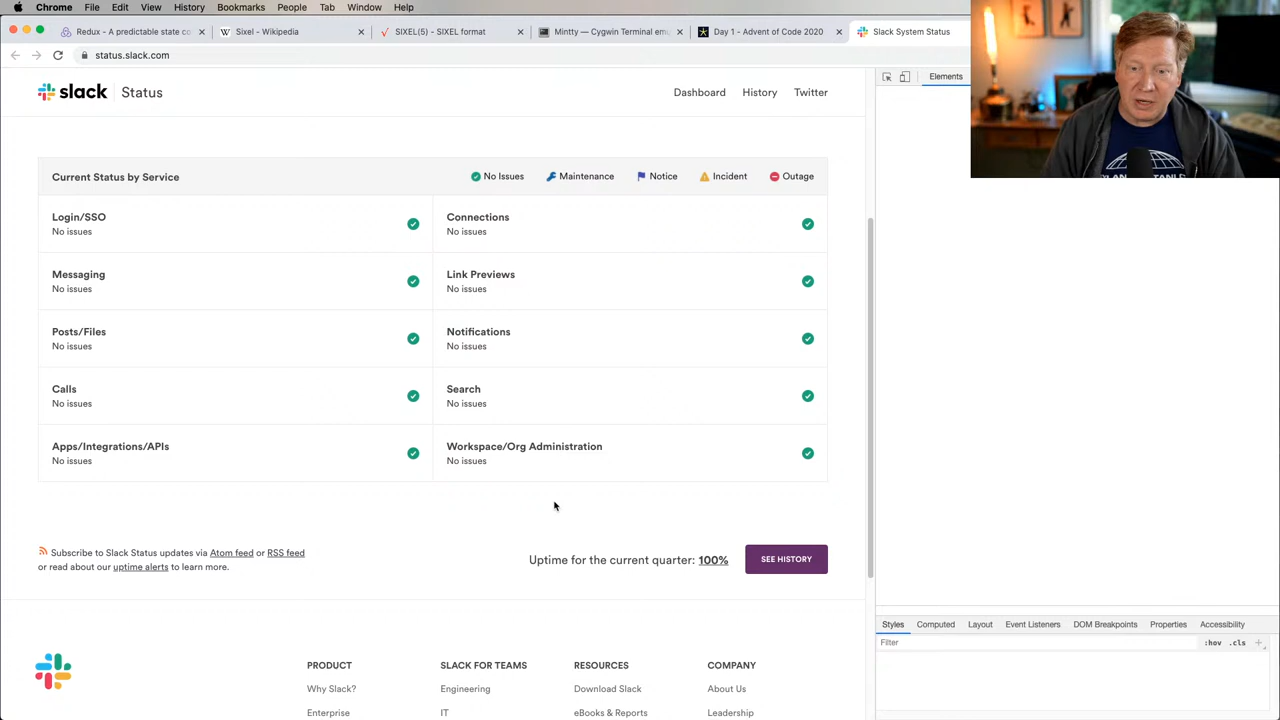 Chrome File Edit View History Bookmarks People Tab Window Help
Redux - A predictable state co
Sixel - Wikipedia
SIXEL(5) - SIXEL format
Mintty — Cygwin Terminal em
Day 1 - Advent of Code 2020
Slack System Status
status.slack.com
Elements
slack Status
Dashboard History Twitter
Current Status by Service
No Issues Maintenance Notice Incident Outage
Login/SSO
No issues
Connections
No issues
Messaging
No issues
Link Previews
No issues
Posts/Files
No issues
Notifications
No issues
Calls
No issues
Search
No issues
Apps/Integrations/APIs
No issues
Workspace/Org Administration
No issues
Subscribe to Slack Status updates via Atom feed or RSS feed
or read about our uptime alerts to learn more.
Uptime for the current quarter: 100%
SEE HISTORY
PRODUCT
Why Slack?
Enterprise
SLACK FOR TEAMS
Engineering
IT
RESOURCES
Download Slack
eBooks & Reports
COMPANY
About Us
Leadership
Styles Computed Layout Event Listeners DOM Breakpoints Properties Accessibility
Filter
:hov .cls +